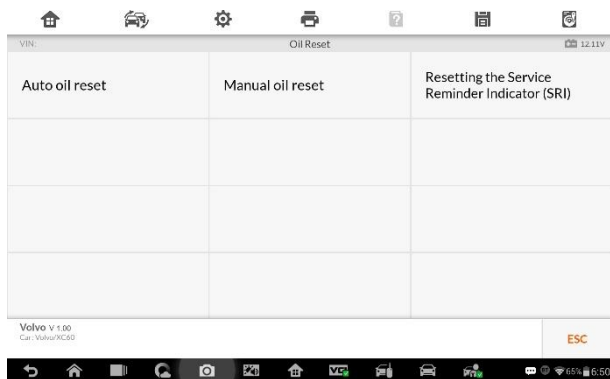 VIN:
Oil Reset
12.11V
Auto oil reset
Manual oil reset
Resetting the Service
Reminder Indicator (SRI)
Volvo V 1.00
Car: Volvo/XC60
ESC
65% 6:50